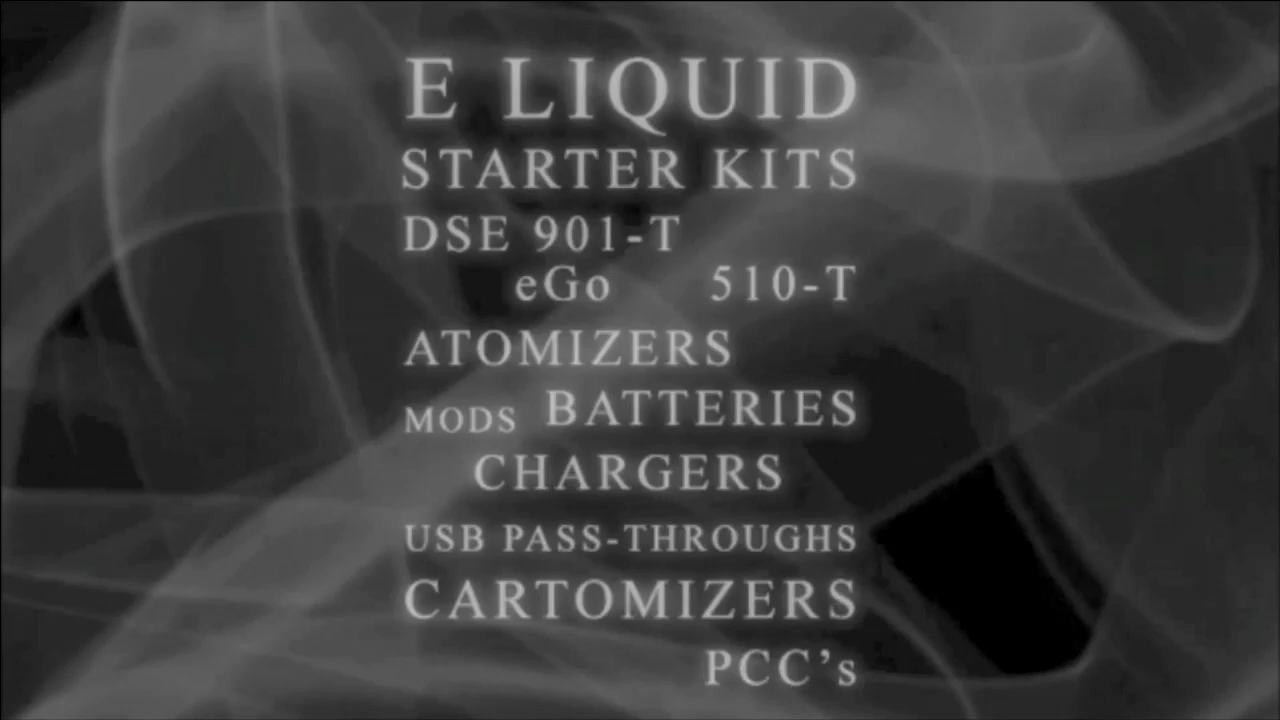 E LIQUID
STARTER KITS
DSE 901-T
eGo 510-T
ATOMIZERS
MODS BATTERIES
CHARGERS
USB PASS-THROUGHS
CARTOMIZERS
PCC’s